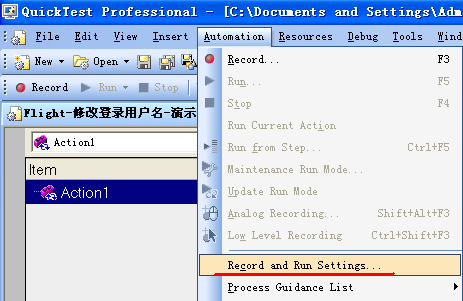 QuickTest Professional - [C:\Documents and Settings\Adm
File Edit View Insert Automation Resources Debug Tools Wind
New Open
Record Run Stop
Flight-修改登录用户名-演示
Action1
Item
Action1
Record... F3
Run... F5
Stop F4
Run Current Action
Run from Step... Ctrl+F5
Maintenance Run Mode...
Update Run Mode
Analog Recording... Shift+Alt+F3
Low Level Recording Ctrl+Shift+F3
Record and Run Settings...
Process Guidance List